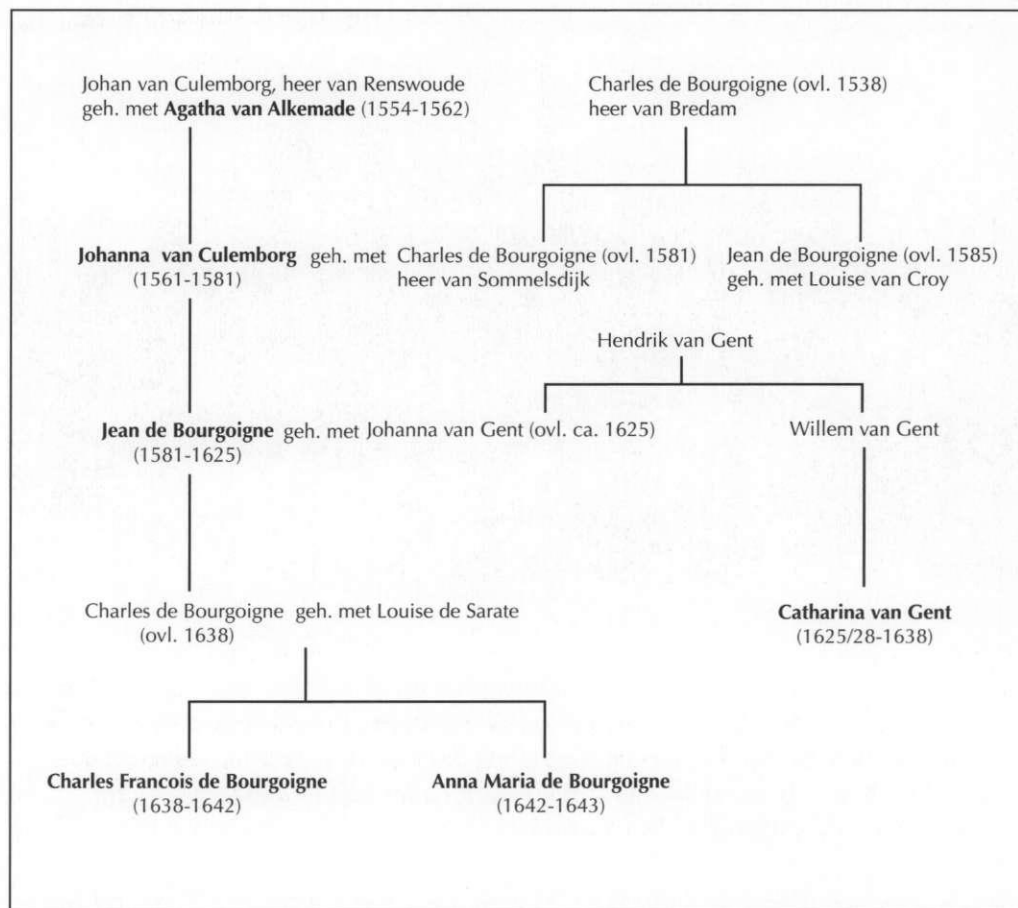 Johan van Culemborg, heer van Renswoude
geh. met Agatha van Alkemade (1554-1562)
Charles de Bourgoigne (ovl. 1538)
heer van Bredam
Johanna van Culemborg geh. met Charles de Bourgoigne (ovl. 1581)
(1561-1581) heer van Sommelsdijk
Jean de Bourgoigne (ovl. 1585)
geh. met Louise van Croy
Hendrik van Gent
Jean de Bourgoigne geh. met Johanna van Gent (ovl. ca. 1625)
(1581-1625)
Willem van Gent
Charles de Bourgoigne geh. met Louise de Sarate
(ovl. 1638)
Catharina van Gent
(1625/28-1638)
Charles Francois de Bourgoigne
(1638-1642)
Anna Maria de Bourgoigne
(1642-1643)